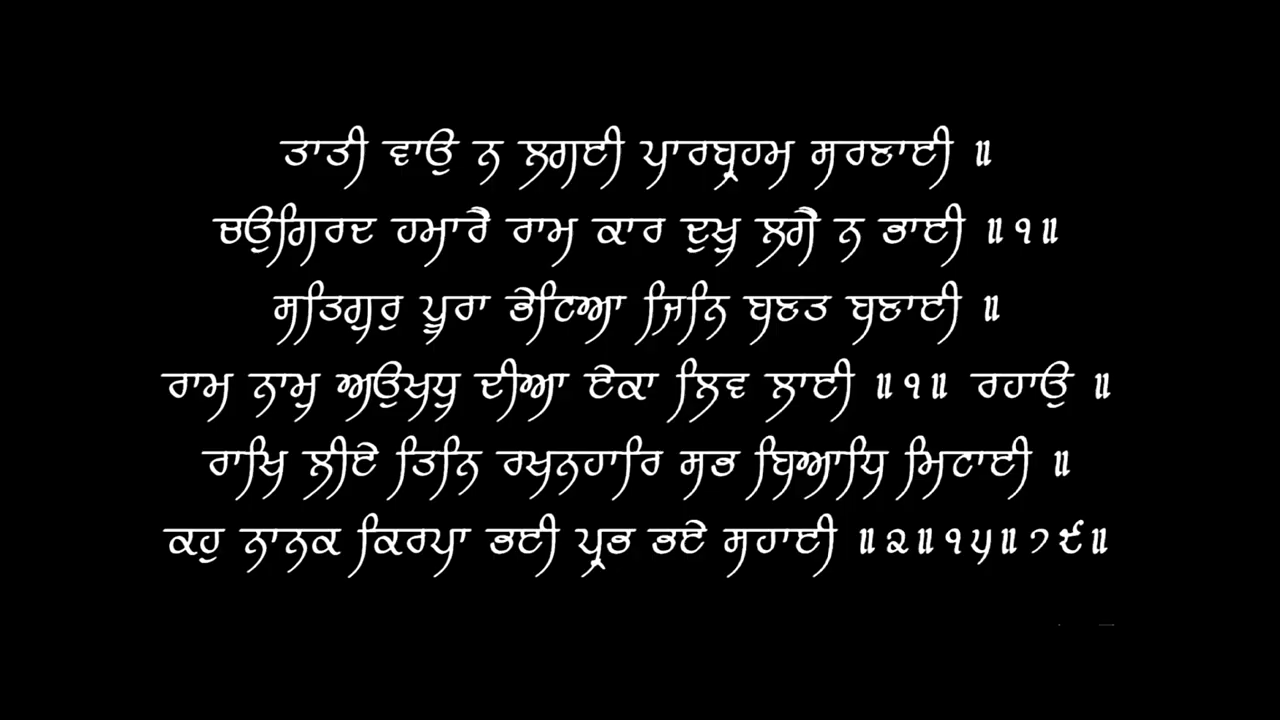 ਤਾਤੀ ਵਾਉ ਨ ਲਗਈ ਪਾਰਬ੍ਰਹਮ ਸਰਣਾਈ ॥
ਚਉਗਿਰਦ ਹਮਾਰੈ ਰਾਮ ਕਾਰ ਦੁਖੁ ਲਗੈ ਨ ਭਾਈ ॥੧॥
ਸਤਿਗੁਰੁ ਪੂਰਾ ਭੇਟਿਆ ਜਿਨਿ ਬਣਤ ਬਣਾਈ ॥
ਰਾਮ ਨਾਮੁ ਅਉਖਧੁ ਦੀਆ ਏਕਾ ਲਿਵ ਲਾਈ ॥੧॥ ਰਹਾਉ ॥
ਰਾਖਿ ਲੀਏ ਤਿਨਿ ਰਖਨਹਾਰਿ ਸਭ ਬਿਆਧਿ ਮਿਟਾਈ ॥
ਕਹੁ ਨਾਨਕ ਕਿਰਪਾ ਭਈ ਪ੍ਰਭ ਭਏ ਸਹਾਈ ॥੨॥੧੫॥੭੯॥